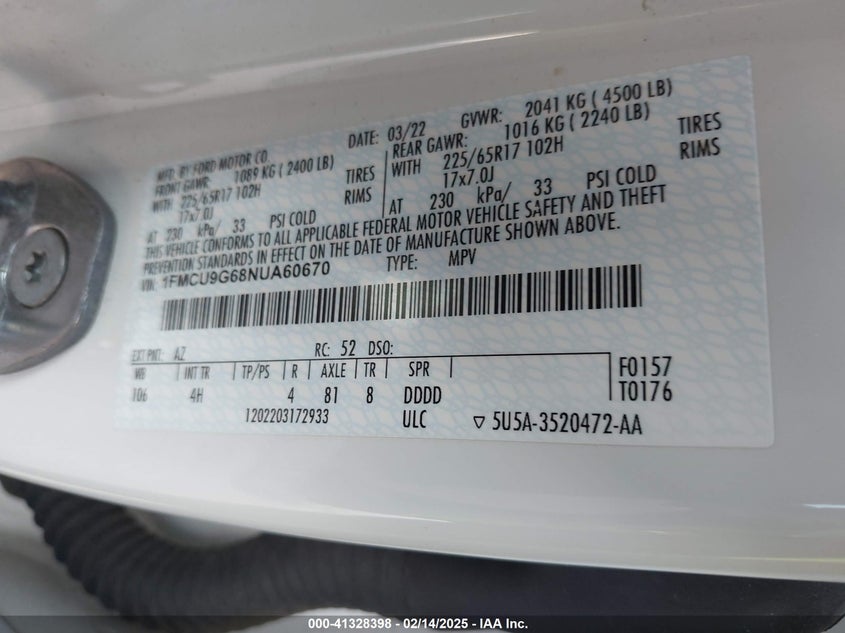 MFD. BY FORD MOTOR CO.
DATE: 03/22 GVWR: 2041 KG ( 4500 LB)
FRONT GAWR: 1089 KG ( 2400 LB)
REAR GAWR: 1016 KG ( 2240 LB)
WITH 225/65R17 102H TIRES
WITH 225/65R17 102H TIRES
17x7.0J RIMS
17x7.0J RIMS
AT 230 kPa/ 33 PSI COLD
AT 230 kPa/ 33 PSI COLD
THIS VEHICLE CONFORMS TO ALL APPLICABLE FEDERAL MOTOR VEHICLE SAFETY AND THEFT
PREVENTION STANDARDS IN EFFECT ON THE DATE OF MANUFACTURE SHOWN ABOVE.
VIN: 1FMCU9G68NUA60670 TYPE: MPV
EXT PNT: AZ RC: 52 DSO:
WB INT TR TP/PS R AXLE TR SPR
F0157
106 4H 4 81 8 DDDD
T0176
1202203172933 ULC ▽ 5U5A-3520472-AA
000-41328398 - 02/14/2025 - IAA Inc.